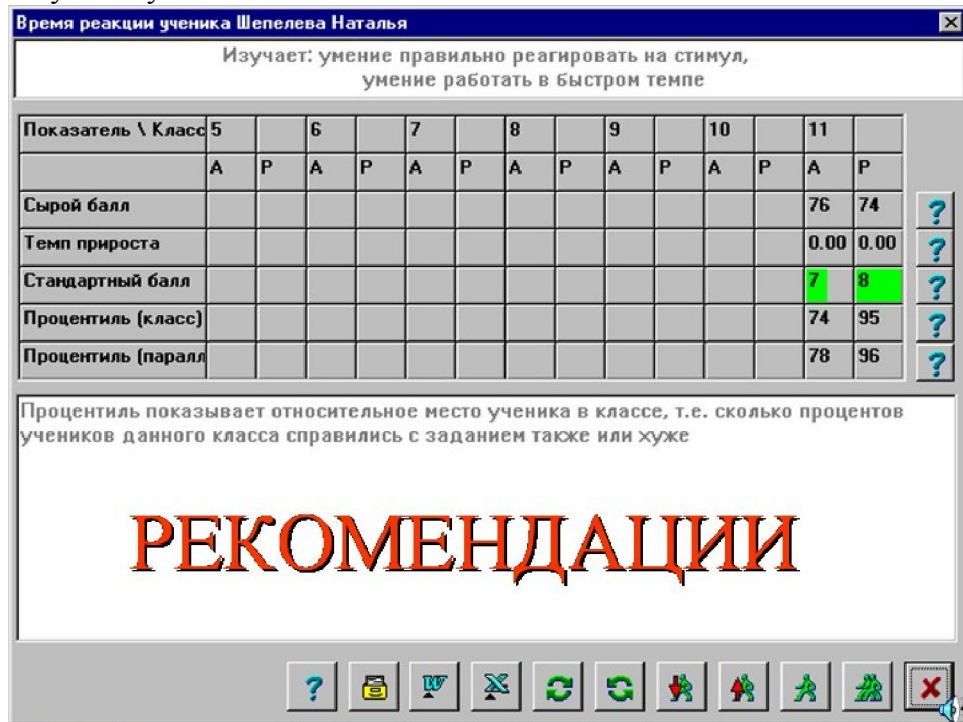 Время реакции ученика Шепелева Наталья
Изучает: умение правильно реагировать на стимул,
умение работать в быстром темпе
Показатель \ Класс 5 6 7 8 9 10 11
А Р А Р А Р А Р А Р А Р А Р
Сырой балл 76 74 ?
Темп прироста 0.00 0.00 ?
Стандартный балл 7 8 ?
Процентиль (класс) 74 95 ?
Процентиль (паралл 78 96 ?
Процентиль показывает относительное место ученика в классе, т.е. сколько процентов
учеников данного класса справились с заданием также или хуже
РЕКОМЕНДАЦИИ
? W X